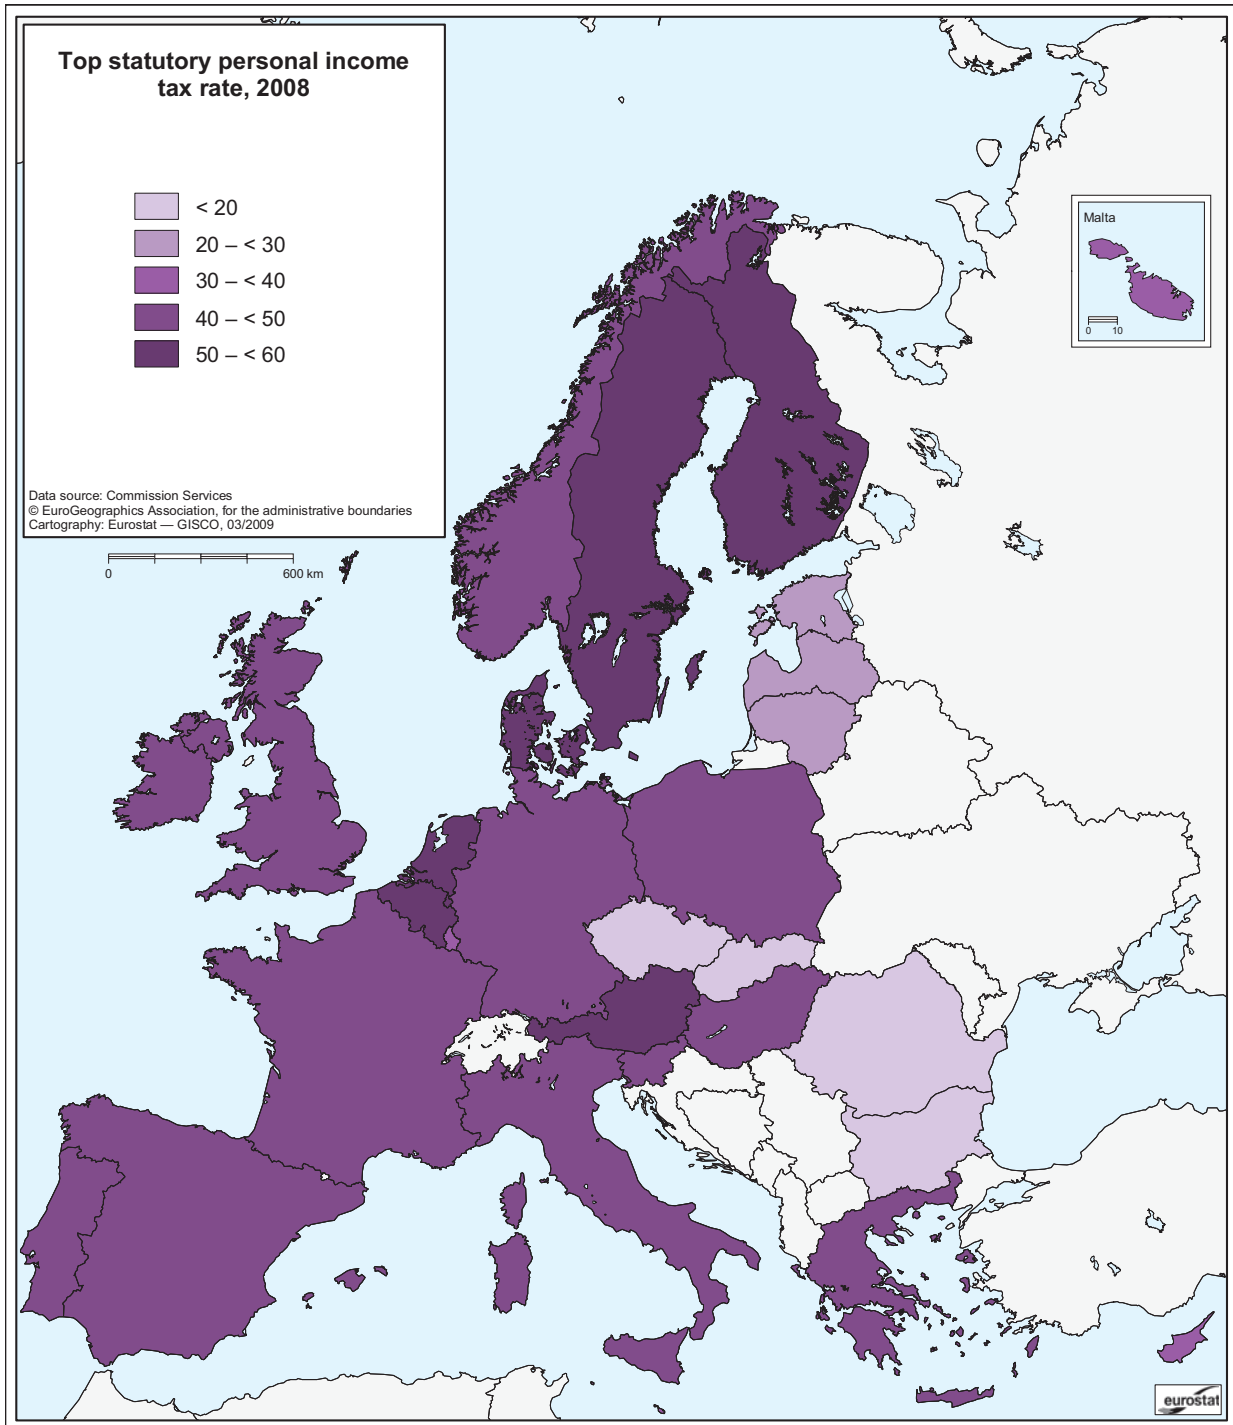 Top statutory personal income
tax rate, 2008
< 20
20 – < 30
30 – < 40
40 – < 50
50 – < 60
Data source: Commission Services
© EuroGeographics Association, for the administrative boundaries
Cartography: Eurostat — GISCO, 03/2009
0 600 km
Malta
0 10
eurostat